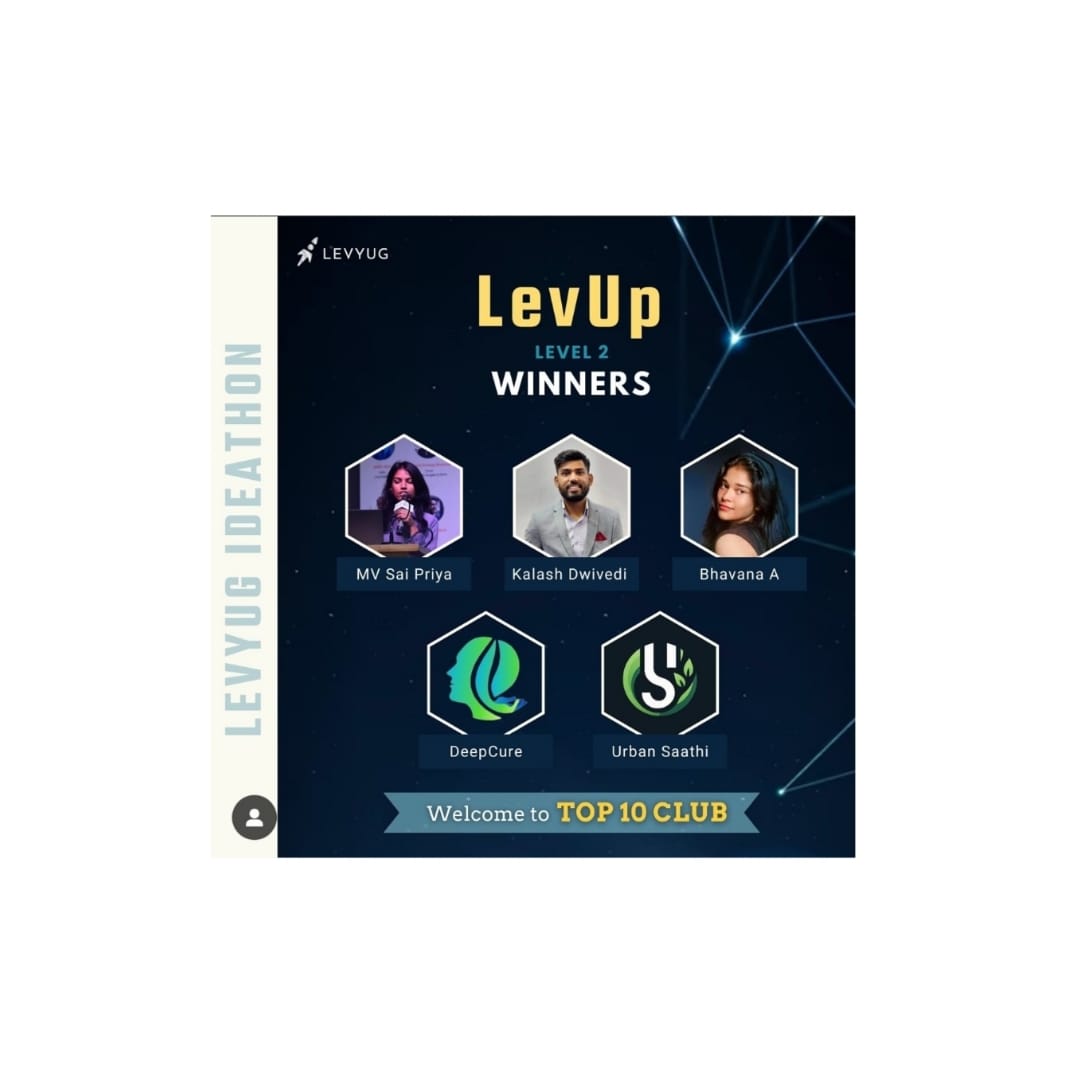 LEVYUG IDEATHON
LEVYUG
LevUp
LEVEL 2
WINNERS
MV Sai Priya
Kalash Dwivedi
Bhavana A
DeepCure
US
Urban Saathi
Welcome to TOP 10 CLUB